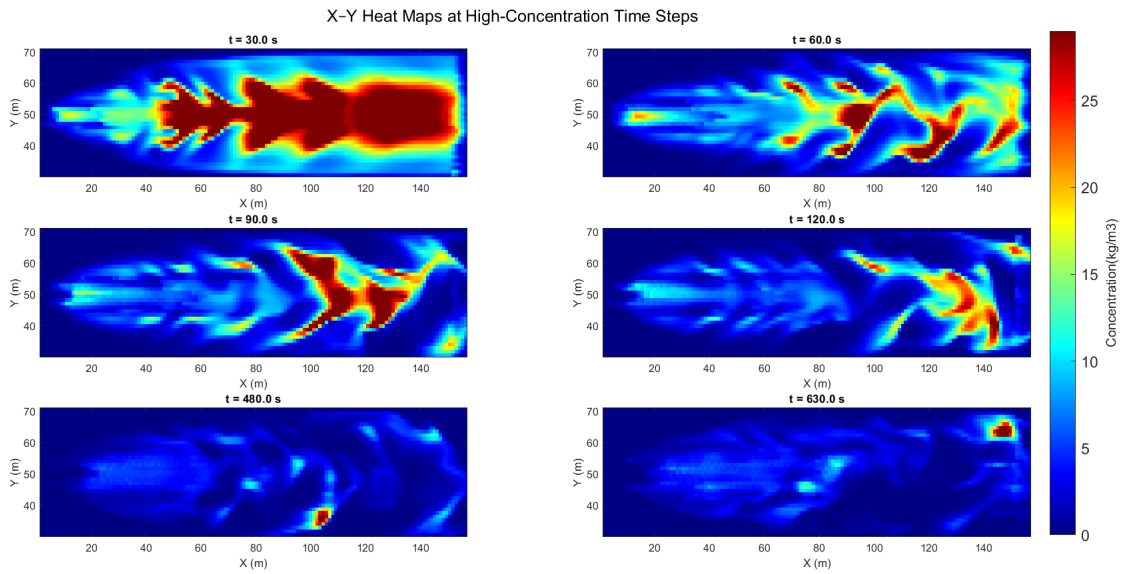 X−Y Heat Maps at High-Concentration Time Steps
t = 30.0 s
70
60
50
40
Y (m)
20 40 60 80 100 120 140
X (m)
t = 60.0 s
70
60
50
40
Y (m)
20 40 60 80 100 120 140
X (m)
t = 90.0 s
70
60
50
40
Y (m)
20 40 60 80 100 120 140
X (m)
t = 120.0 s
70
60
50
40
Y (m)
20 40 60 80 100 120 140
X (m)
t = 480.0 s
70
60
50
40
Y (m)
20 40 60 80 100 120 140
X (m)
t = 630.0 s
70
60
50
40
Y (m)
20 40 60 80 100 120 140
X (m)
25
20
15
10
5
0
Concentration(kg/m3)